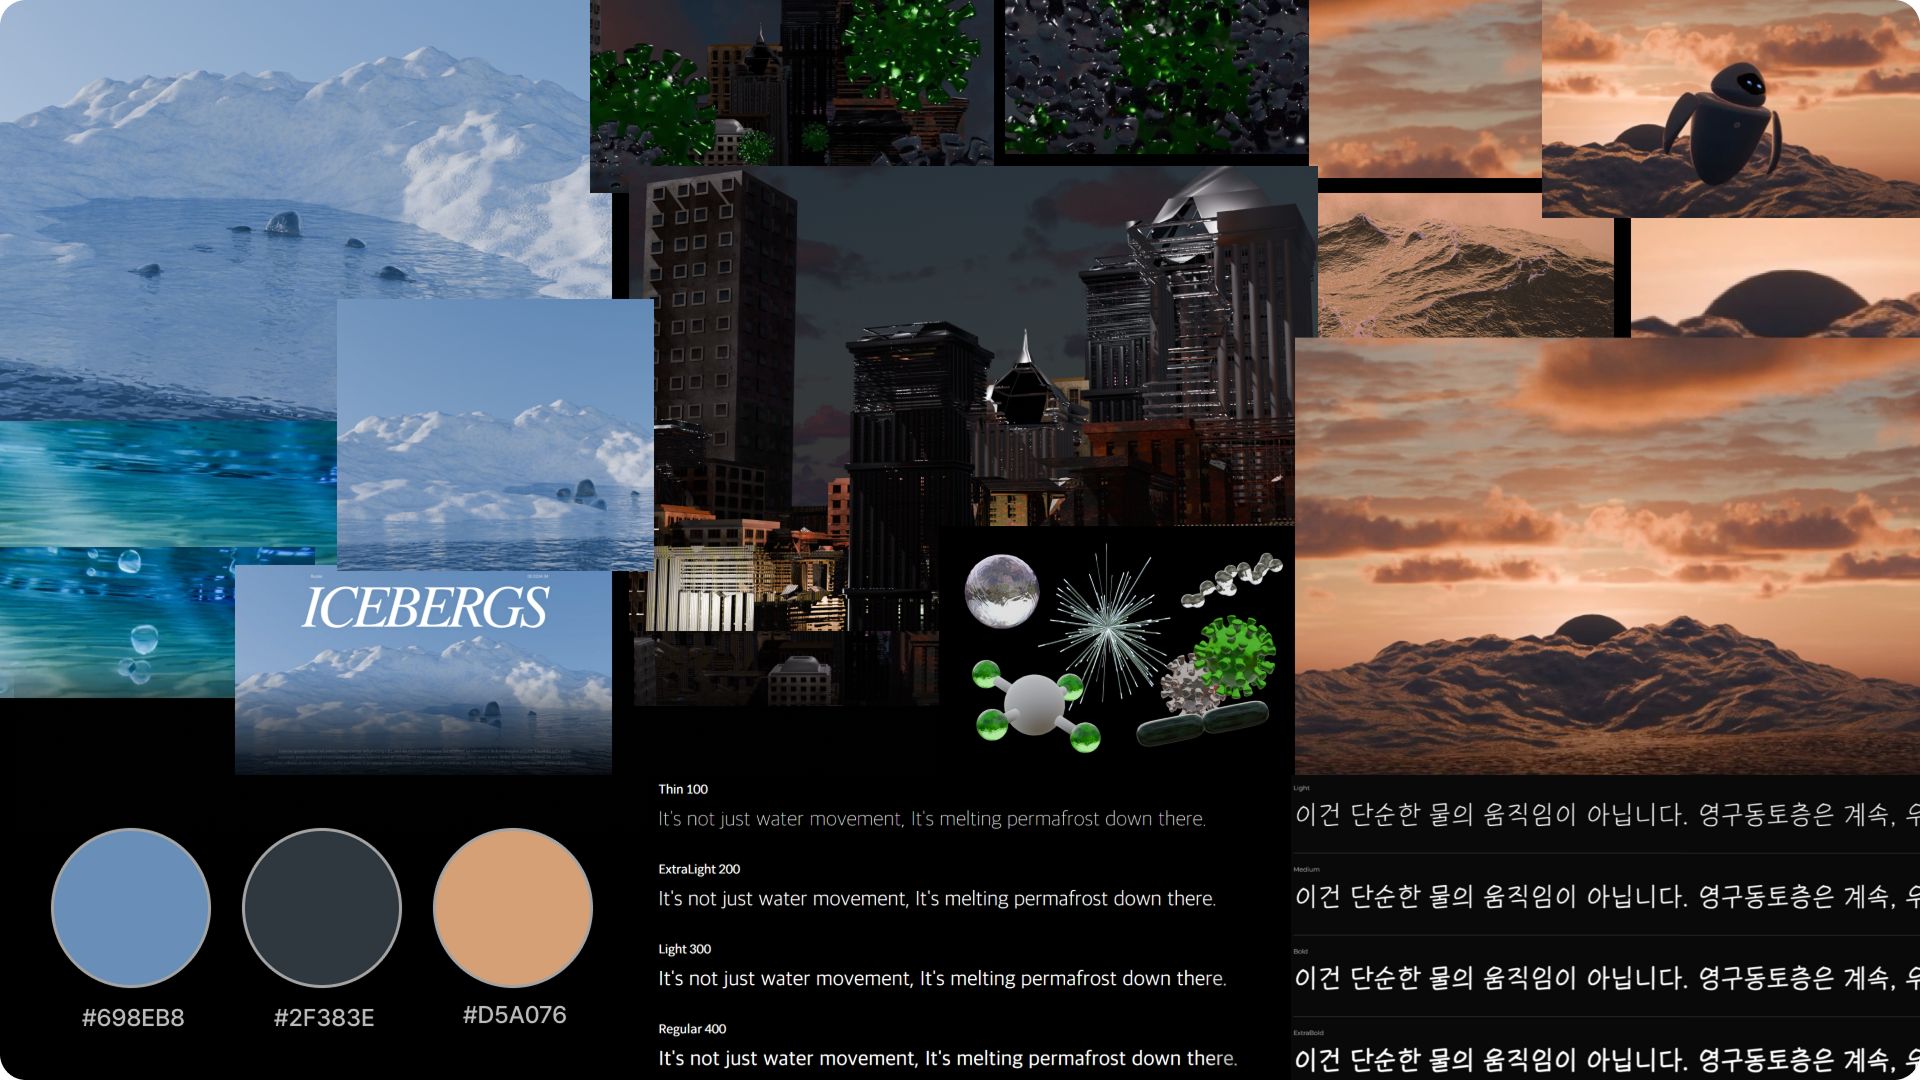 ICEBERGS
#698EB8
#2F383E
#D5A076
Thin 100
It's not just water movement, It's melting permafrost down there.
ExtraLight 200
It's not just water movement, It's melting permafrost down there.
Light 300
It's not just water movement, It's melting permafrost down there.
Regular 400
It's not just water movement, It's melting permafrost down there.
Light
이건 단순한 물의 움직임이 아닙니다. 영구동토층은 계속,
Medium
이건 단순한 물의 움직임이 아닙니다. 영구동토층은 계속,
Bold
이건 단순한 물의 움직임이 아닙니다. 영구동토층은 계속,
ExtraBold
이건 단순한 물의 움직임이 아닙니다. 영구동토층은 계속,